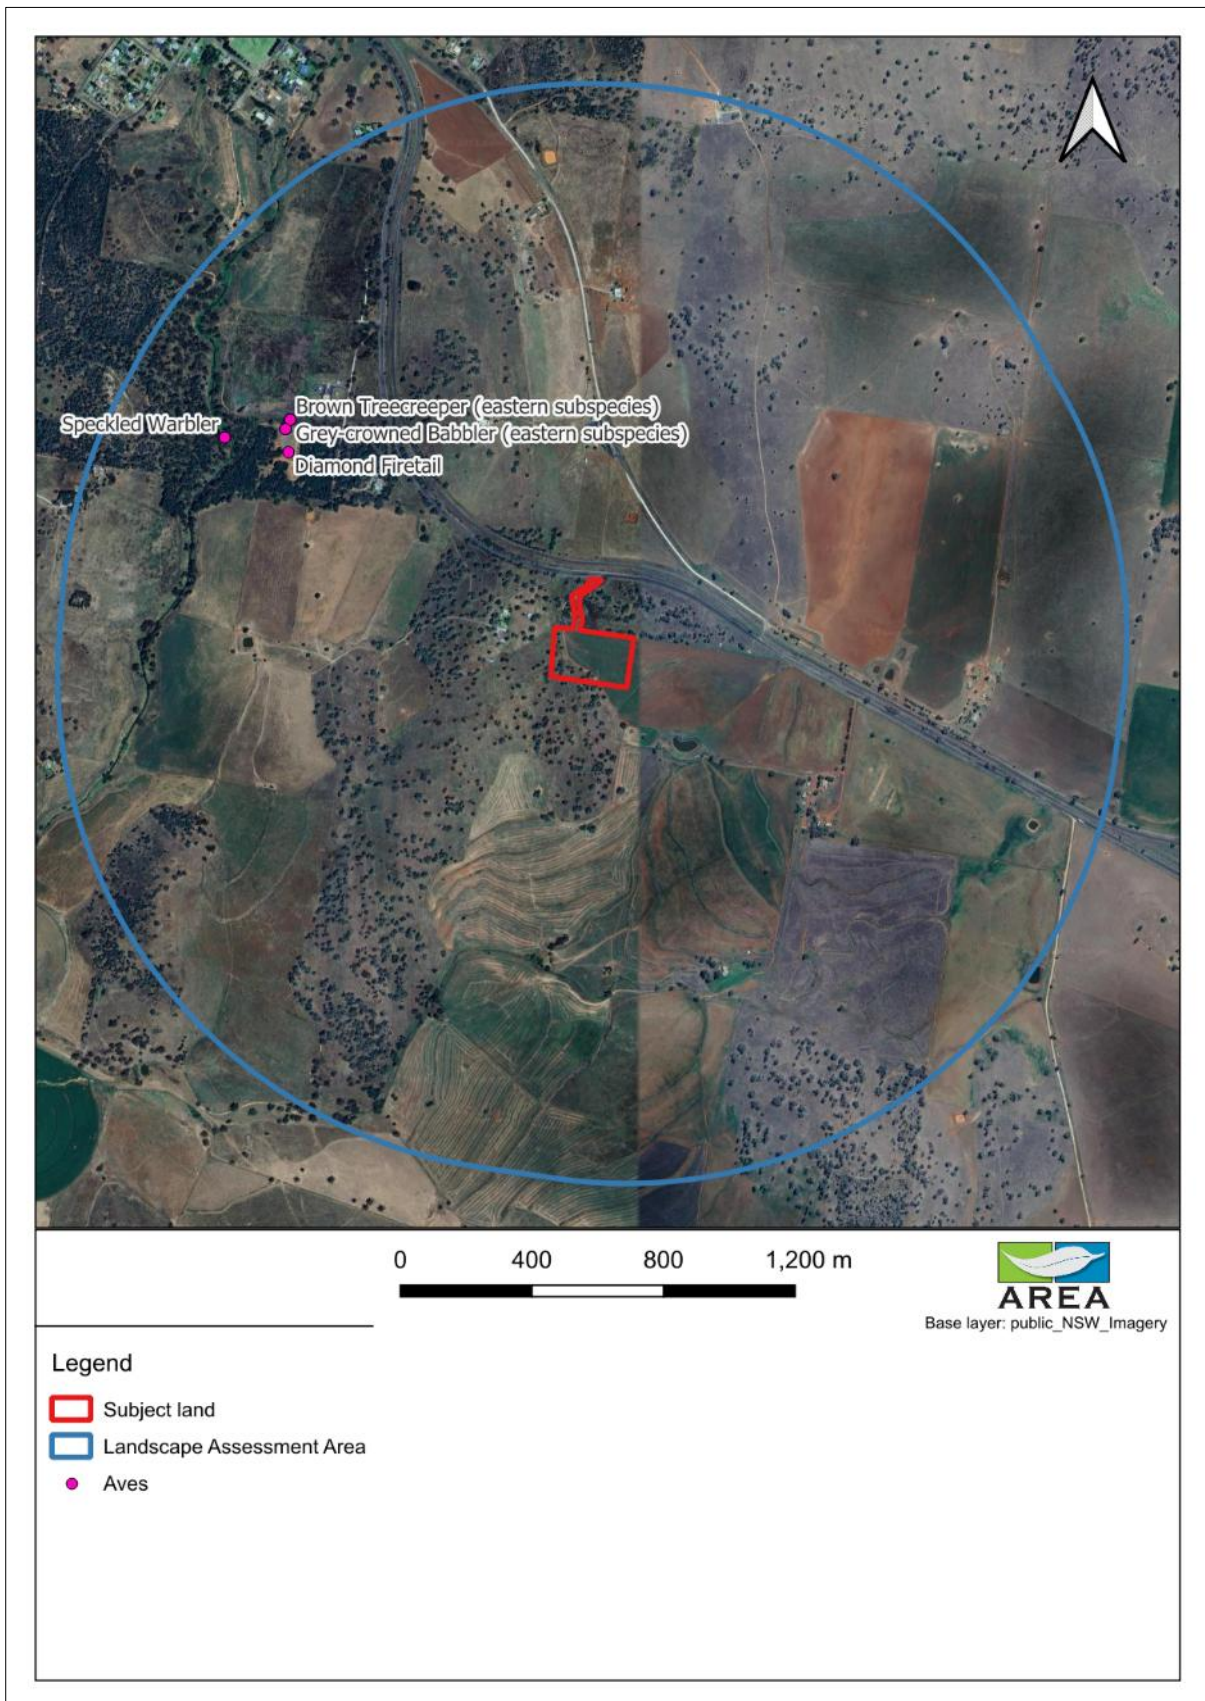 Brown Treecreeper (eastern subspecies)
Speckled Warbler
Grey-crowned Babbler (eastern subspecies)
Diamond Firetail
0 400 800 1,200 m
AREA
Base layer: public_NSW_Imagery
Legend
Subject land
Landscape Assessment Area
Aves